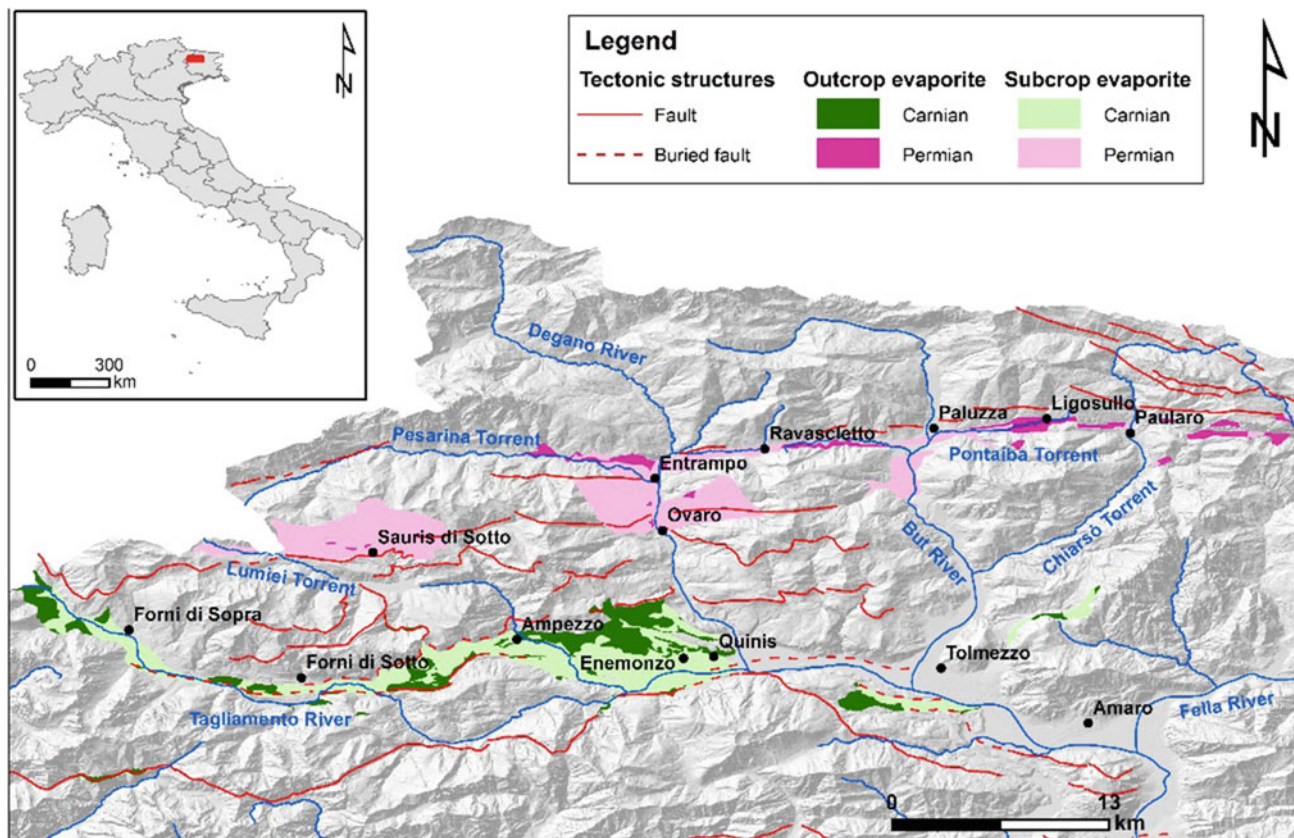 N
0 300
km
Legend
Tectonic structures
Fault
Buried fault
Outcrop evaporite
Carnian
Permian
Subcrop evaporite
Carnian
Permian
N
Degano River
Pesarina Torrent
Entrampo
Ravascletto
Paluzza
Ligosullo
Paularo
Pontaiba Torrent
Ovaro
Sauris di Sotto
Lumiei Torrent
But River
Chiarsò Torrent
Forni di Sopra
Ampezzo
Forni di Sotto
Enemonzo
Quinis
Tolmezzo
Tagliamento River
Amaro
Fella River
0 13
km